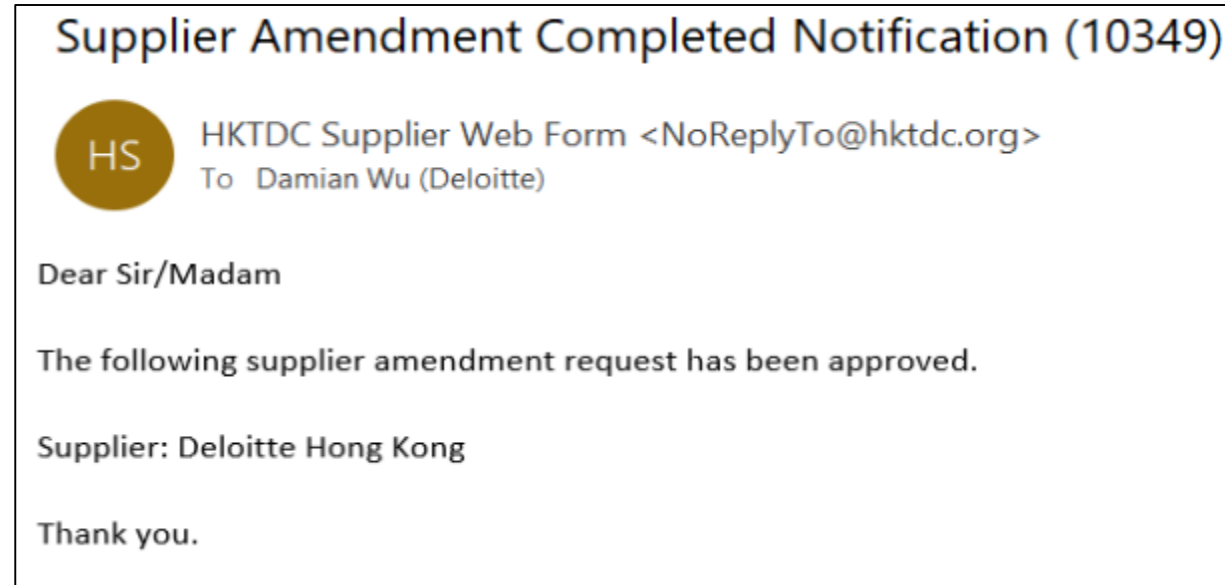 Supplier Amendment Completed Notification (10349)
HS
HKTDC Supplier Web Form <NoReplyTo@hktdc.org>
To Damian Wu (Deloitte)
Dear Sir/Madam
The following supplier amendment request has been approved.
Supplier: Deloitte Hong Kong
Thank you.